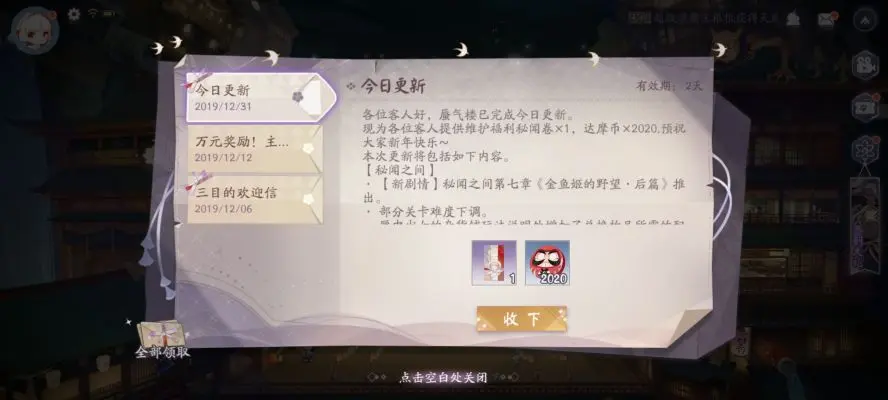 今日更新
2019/12/31
万元奖励！主...
2019/12/12
三目的欢迎信
2019/12/06
全部领取
今日更新
有效期：2天
各位客人好，蜃气楼已完成今日更新。
现为各位客人提供维护福利秘闻卷×1，达摩币×2020.预祝
大家新年快乐~
本次更新将包括如下内容。
【秘闻之间】
·【新剧情】秘闻之间第七章《金鱼姬的野望·后篇》推
出。
· 部分关卡难度下调。
1
2020
收下
点击空白处关闭